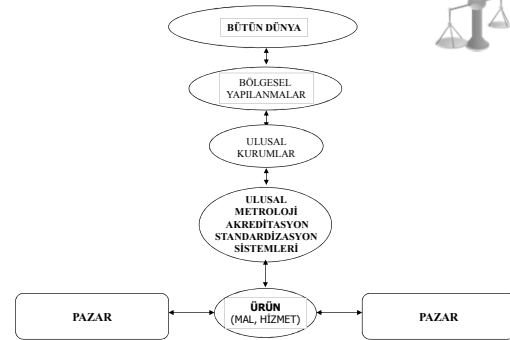 BÜTÜN DÜNYA
BÖLGESEL
YAPILANMALAR
ULUSAL
KURUMLAR
ULUSAL
METROLOJİ
AKREDİTASYON
STANDARDİZASYON
SİSTEMLERİ
PAZAR
ÜRÜN
(MAL, HİZMET)
PAZAR